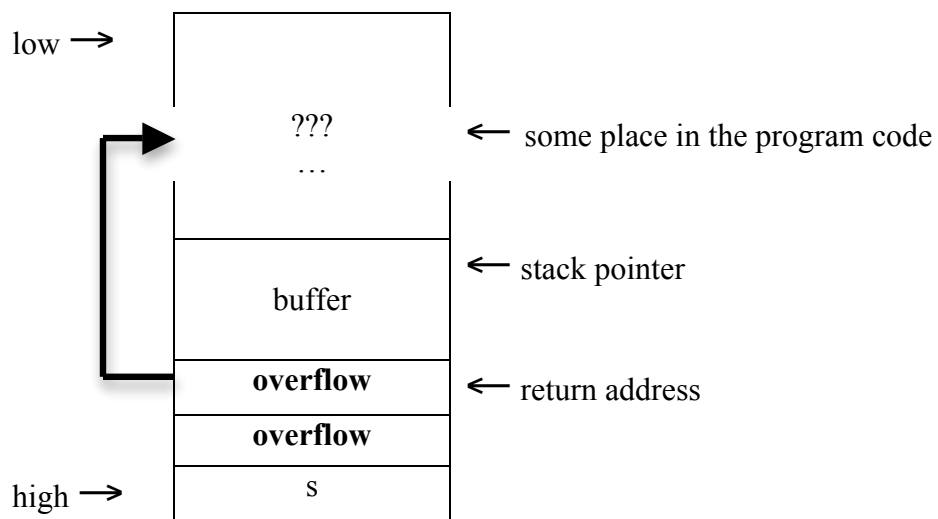 low
???
some place in the program code
…
stack pointer
buffer
overflow
return address
overflow
s
high